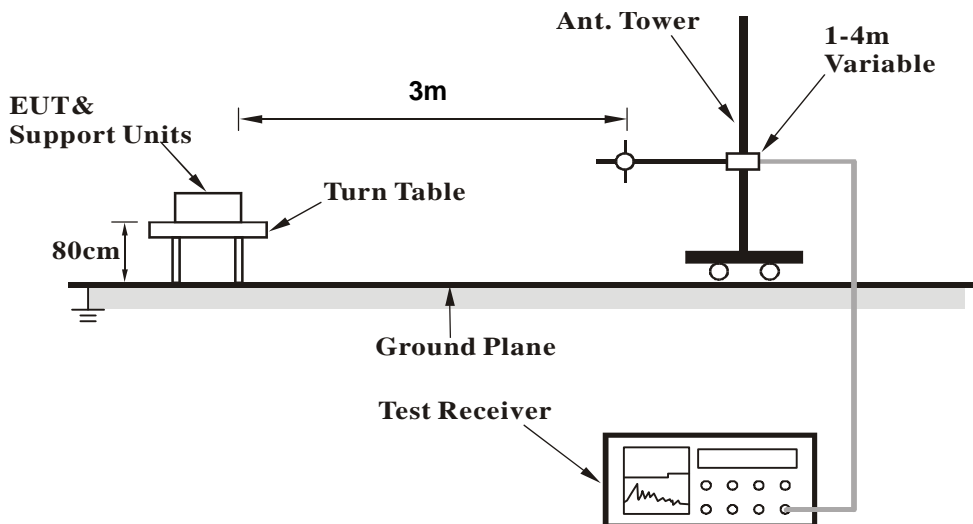 Ant. Tower
1-4m
Variable
3m
EUT&
Support Units
Turn Table
80cm
Ground Plane
Test Receiver